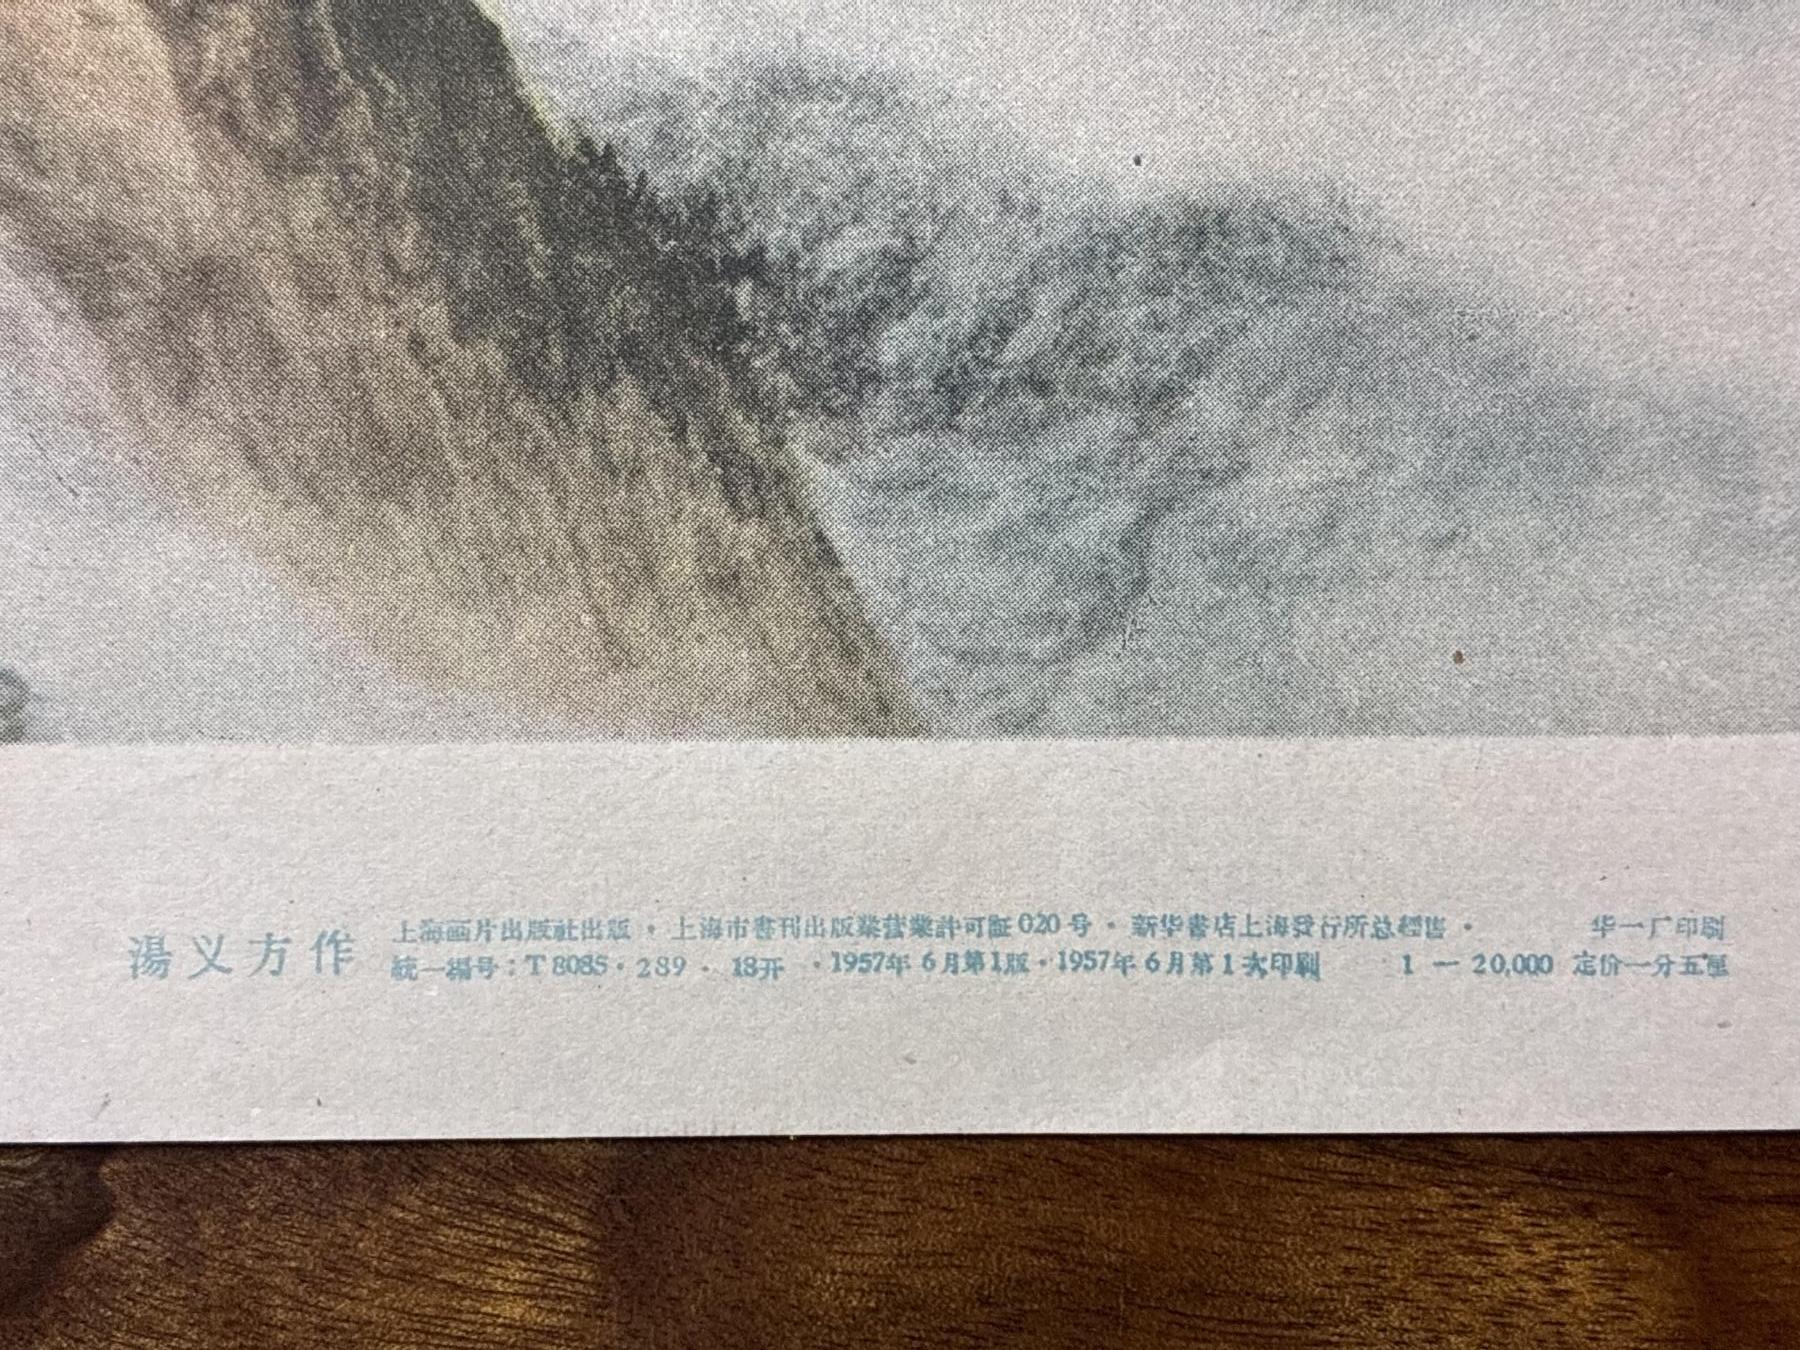 湯义方作
上海画片出版社出版・上海市書刊出版業营業許可証020号・新华書店上海發行所总經售・ 华一厂印刷
統一編号：T 8085・289・18开・1957年6月第1版・1957年6月第1次印刷 1 — 20,000 定价一分五厘